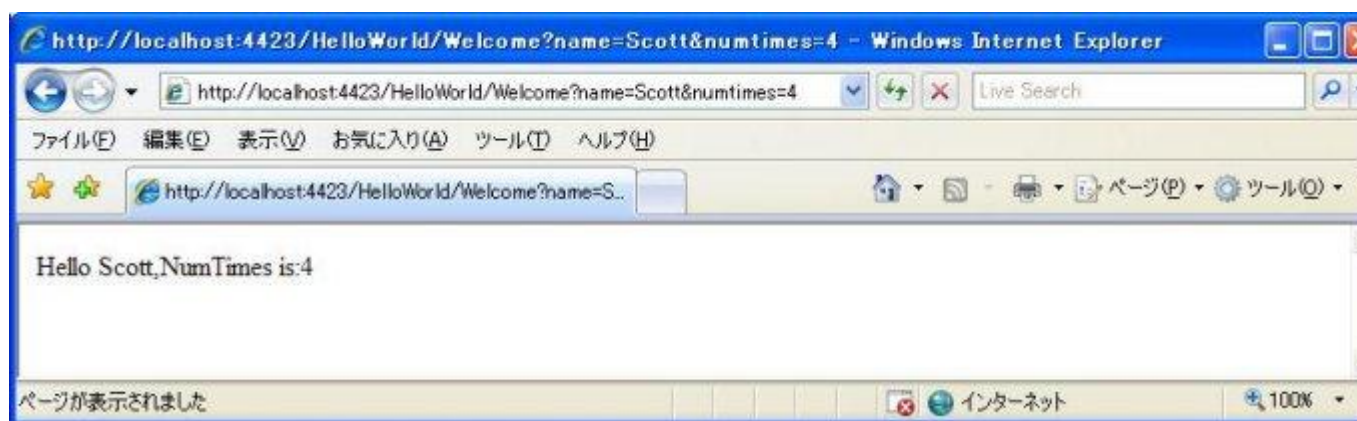 http://localhost:4423/HelloWorld/Welcome?name=Scott&numtimes=4 - Windows Internet Explorer
http://localhost:4423/HelloWorld/Welcome?name=Scott&numtimes=4 Live Search
ファイル(F) 編集(E) 表示(V) お気に入り(A) ツール(T) ヘルプ(H)
http://localhost:4423/HelloWorld/Welcome?name=S... ページ(P) ツール(O)
Hello Scott,NumTimes is:4
ページが表示されました インターネット 100%